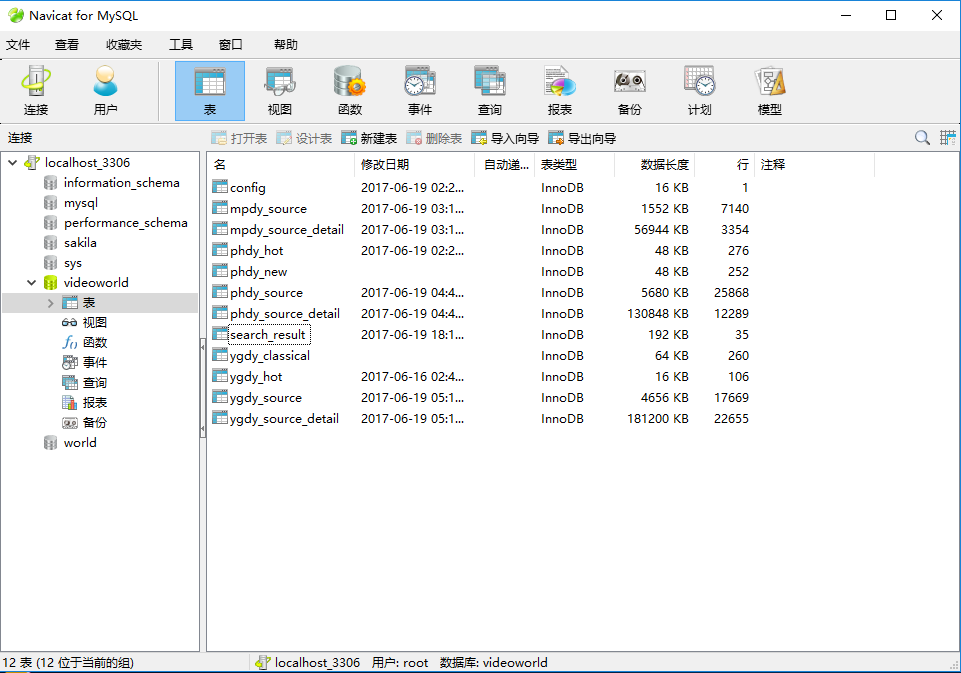 Navicat for MySQL
文件 查看 收藏夹 工具 窗口 帮助
连接 用户 表 视图 函数 事件 查询 报表 备份 计划 模型
连接 打开表 设计表 新建表 删除表 导入向导 导出向导
localhost_3306
information_schema
mysql
performance_schema
sakila
sys
videoworld
表
视图
函数
事件
查询
报表
备份
world
名 修改日期 自动递... 表类型 数据长度 行 注释
config 2017-06-19 02:2... InnoDB 16 KB 1
mpdy_source 2017-06-19 03:1... InnoDB 1552 KB 7140
mpdy_source_detail 2017-06-19 03:1... InnoDB 56944 KB 3354
phdy_hot 2017-06-19 02:2... InnoDB 48 KB 276
phdy_new InnoDB 48 KB 252
phdy_source 2017-06-19 04:4... InnoDB 5680 KB 25868
phdy_source_detail 2017-06-19 04:4... InnoDB 130848 KB 12289
search_result 2017-06-19 18:1... InnoDB 192 KB 35
ygdy_classical InnoDB 64 KB 260
ygdy_hot 2017-06-16 02:4... InnoDB 16 KB 106
ygdy_source 2017-06-19 05:1... InnoDB 4656 KB 17669
ygdy_source_detail 2017-06-19 05:1... InnoDB 181200 KB 22655
12 表 (12 位于当前的组) localhost_3306 用户: root 数据库: videoworld